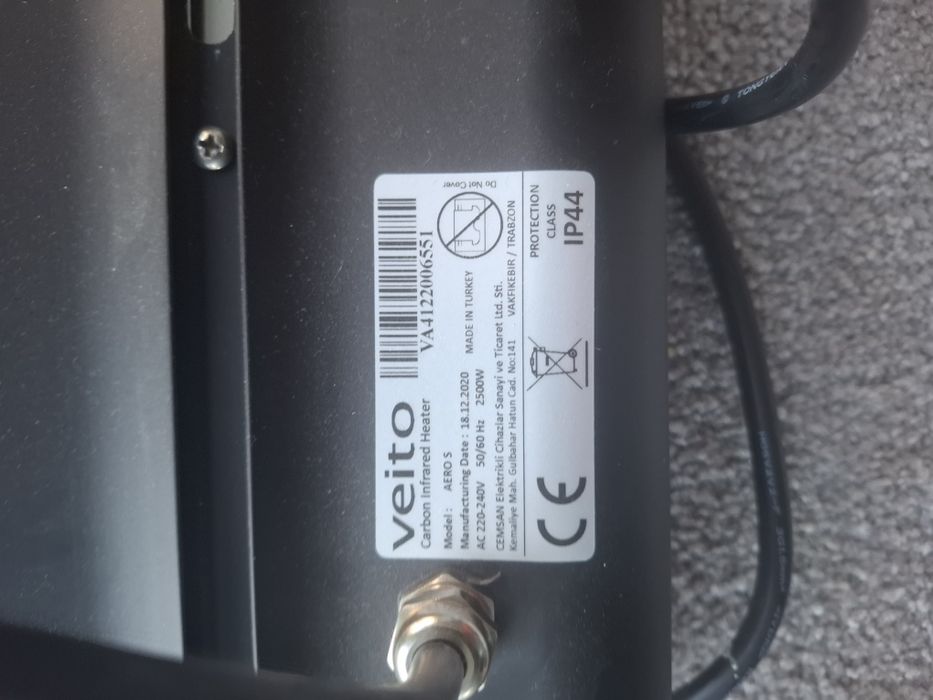 veito
Carbon Infrared Heater
VA4122006551
Model : AERO S
Manufacturing Date : 18.12.2020 MADE IN TURKEY
AC 220-240V 50/60 Hz 2500W
Do Not Cover
CEMSAN Elektrikli Cihazlar Sanayi ve Ticaret Ltd. Sti.
Kemaliye Mah. Gulbahar Hatun Cad. No:141 VAKFIKEBIR / TRABZON
CE
PROTECTION
CLASS
IP44